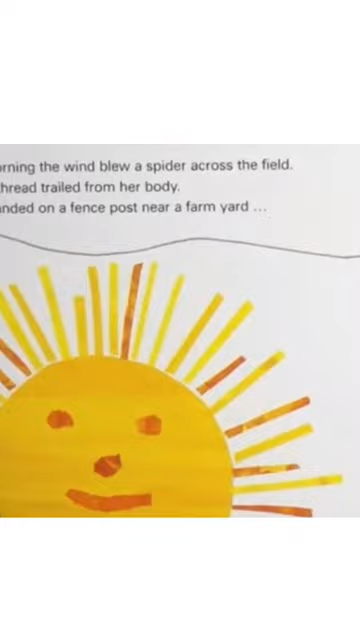 orning the wind blew a spider across the field.
hread trailed from her body.
nded on a fence post near a farm yard ...